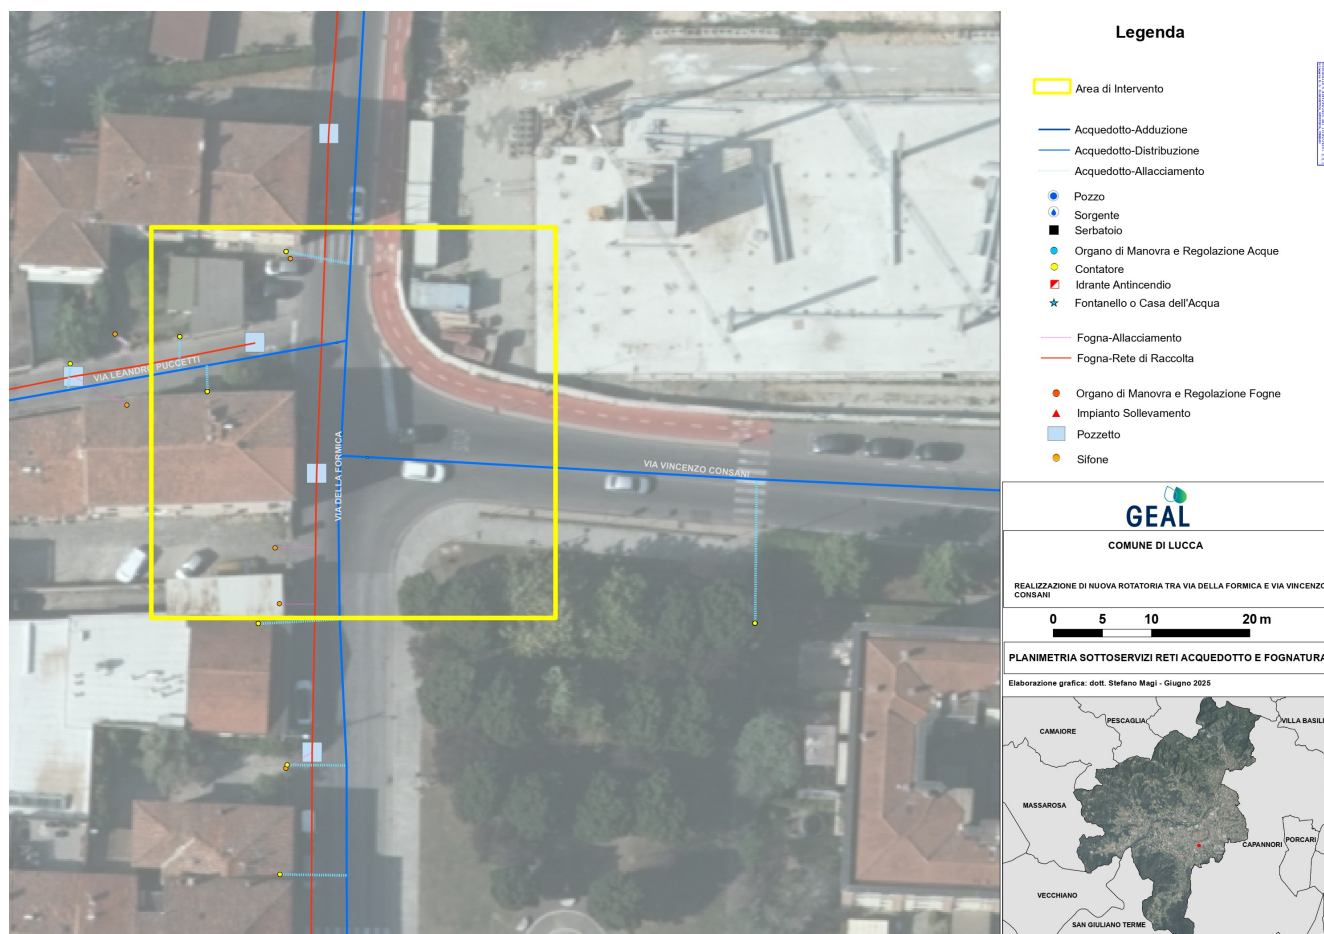 VIA LEANDRO PUCCETTI
VIA DELLA FORMICA
VIA VINCENZO CONSANI
Legenda
Area di Intervento
Acquedotto-Adduzione
Acquedotto-Distribuzione
Acquedotto-Allacciamento
Pozzo
Sorgente
Serbatoio
Organo di Manovra e Regolazione Acque
Contatore
Idrante Antincendio
Fontanello o Casa dell'Acqua
Fogna-Allacciamento
Fogna-Rete di Raccolta
Organo di Manovra e Regolazione Fogne
Impianto Sollevamento
Pozzetto
Sifone
GEAL
COMUNE DI LUCCA
REALIZZAZIONE DI NUOVA ROTATORIA TRA VIA DELLA FORMICA E VIA VINCENZO
CONSANI
0 5 10 20 m
PLANIMETRIA SOTTOSERVIZI RETI ACQUEDOTTO E FOGNATURA
Elaborazione grafica: dott. Stefano Magi - Giugno 2025
PESCAGLIA
VILLA BASILI
CAMAIORE
MASSAROSA
CAPANNORI
PORCARI
VECCHIANO
SAN GIULIANO TERME